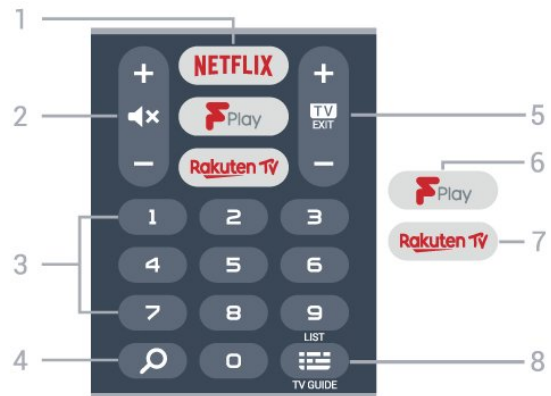 1
NETFLIX
+
+
2
F Play
TV
EXIT
5
−
Rakuten TV
−
6
F Play
1
2
3
Rakuten TV
7
3
4
5
6
7
8
9
LIST
4
0
8
TV GUIDE